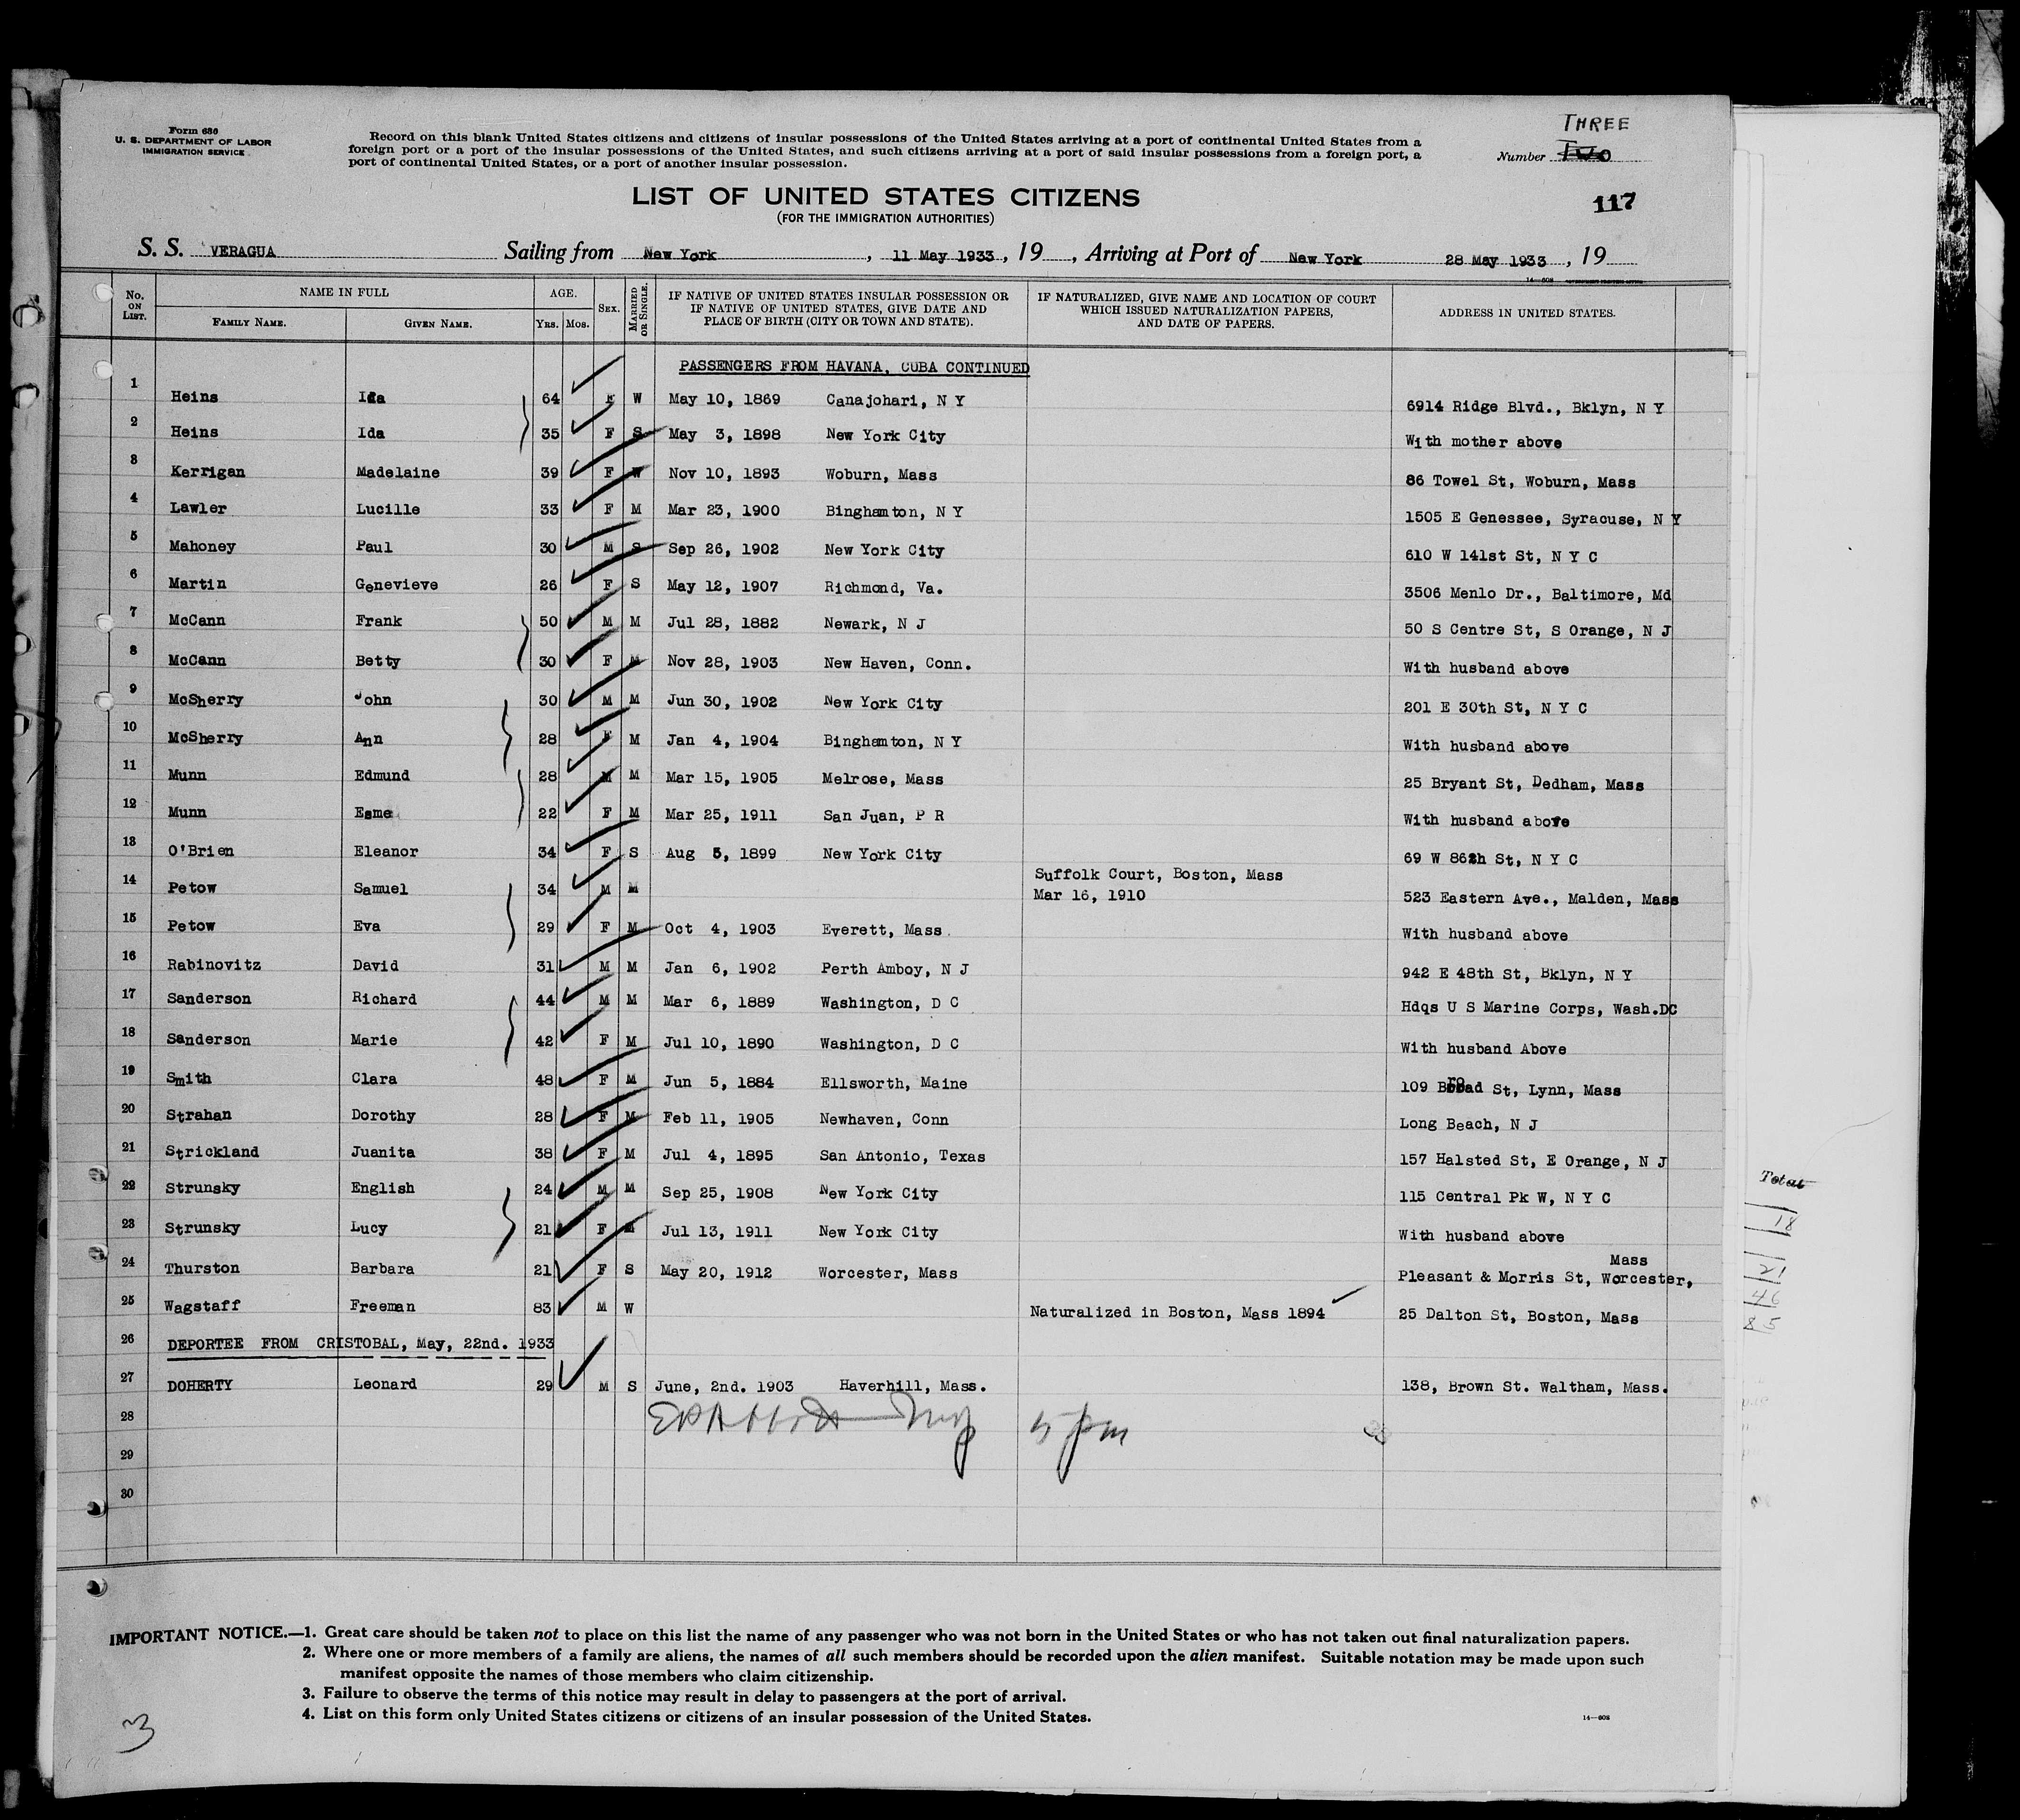 Form 686
U. S. DEPARTMENT OF LABOR
IMMIGRATION SERVICE
Record on this blank United States citizens and citizens of insular possessions of the United States arriving at a port of continental United States from a
foreign port or a port of the insular possessions of the United States, and such citizens arriving at a port of said insular possessions from a foreign port, a
port of continental United States, or a port of another insular possession.
THREE
Number Two
LIST OF UNITED STATES CITIZENS
(FOR THE IMMIGRATION AUTHORITIES)
117
S. S. VERAGUA Sailing from New York, 11 May 1933, 19 , Arriving at Port of New York 28 May 1933, 19
14-608
No. ON LIST. NAME IN FULL FAMILY NAME. GIVEN NAME. AGE. YRS. MOS. SEX. MARRIED OR SINGLE. IF NATIVE OF UNITED STATES INSULAR POSSESSION OR IF NATIVE OF UNITED STATES, GIVE DATE AND PLACE OF BIRTH (CITY OR TOWN AND STATE). IF NATURALIZED, GIVE NAME AND LOCATION OF COURT WHICH ISSUED NATURALIZATION PAPERS, AND DATE OF PAPERS. ADDRESS IN UNITED STATES.
PASSENGERS FROM HAVANA, CUBA CONTINUED
1 Heins Ida 64 F W May 10, 1869 Canajohari, N Y 6914 Ridge Blvd., Bklyn, N Y
2 Heins Ida 35 F S May 3, 1898 New York City With mother above
3 Kerrigan Madelaine 39 F W Nov 10, 1893 Woburn, Mass 86 Towel St, Woburn, Mass
4 Lawler Lucille 33 F M Mar 23, 1900 Binghamton, N Y 1505 E Genessee, Syracuse, N Y
5 Mahoney Paul 30 M S Sep 26, 1902 New York City 610 W 141st St, N Y C
6 Martin Genevieve 26 F S May 12, 1907 Richmond, Va. 3506 Menlo Dr., Baltimore, Md
7 McCann Frank 50 M M Jul 28, 1882 Newark, N J 50 S Centre St, S Orange, N J
8 McCann Betty 30 F M Nov 28, 1903 New Haven, Conn. With husband above
9 McSherry John 30 M M Jun 30, 1902 New York City 201 E 30th St, N Y C
10 McSherry Ann 28 F M Jan 4, 1904 Binghamton, N Y With husband above
11 Munn Edmund 28 M M Mar 15, 1905 Melrose, Mass 25 Bryant St, Dedham, Mass
12 Munn Esme 22 F M Mar 25, 1911 San Juan, P R With husband above
13 O'Brien Eleanor 34 F S Aug 5, 1899 New York City 69 W 86th St, N Y C
14 Petow Samuel 34 M M Suffolk Court, Boston, Mass Mar 16, 1910 523 Eastern Ave., Malden, Mass
15 Petow Eva 29 F M Oct 4, 1903 Everett, Mass. With husband above
16 Rabinovitz David 31 M M Jan 6, 1902 Perth Amboy, N J 942 E 48th St, Bklyn, N Y
17 Sanderson Richard 44 M M Mar 6, 1889 Washington, D C Hdqs U S Marine Corps, Wash.DC
18 Sanderson Marie 42 F M Jul 10, 1890 Washington, D C With husband Above
19 Smith Clara 48 F M Jun 5, 1884 Ellsworth, Maine 109 Broad St, Lynn, Mass
20 Strahan Dorothy 28 F M Feb 11, 1905 Newhaven, Conn Long Beach, N J
21 Strickland Juanita 38 F M Jul 4, 1895 San Antonio, Texas 157 Halsted St, E Orange, N J
22 Strunsky English 24 M M Sep 25, 1908 New York City 115 Central Pk W, N Y C
23 Strunsky Lucy 21 F M Jul 13, 1911 New York City With husband above
24 Thurston Barbara 21 F S May 20, 1912 Worcester, Mass Pleasant & Morris St, Worcester, Mass
25 Wagstaff Freeman 83 M W Naturalized in Boston, Mass 1894 25 Dalton St, Boston, Mass
26 DEPORTEE FROM CRISTOBAL, May, 22nd. 1933
27 DOHERTY Leonard 29 M S June, 2nd. 1903 Haverhill, Mass. 138, Brown St. Waltham, Mass.
28 5 pm
29
30
Total
18
21
46
85
IMPORTANT NOTICE.—1. Great care should be taken not to place on this list the name of any passenger who was not born in the United States or who has not taken out final naturalization papers.
2. Where one or more members of a family are aliens, the names of all such members should be recorded upon the alien manifest. Suitable notation may be made upon such
manifest opposite the names of those members who claim citizenship.
3. Failure to observe the terms of this notice may result in delay to passengers at the port of arrival.
4. List on this form only United States citizens or citizens of an insular possession of the United States.
14-608
3